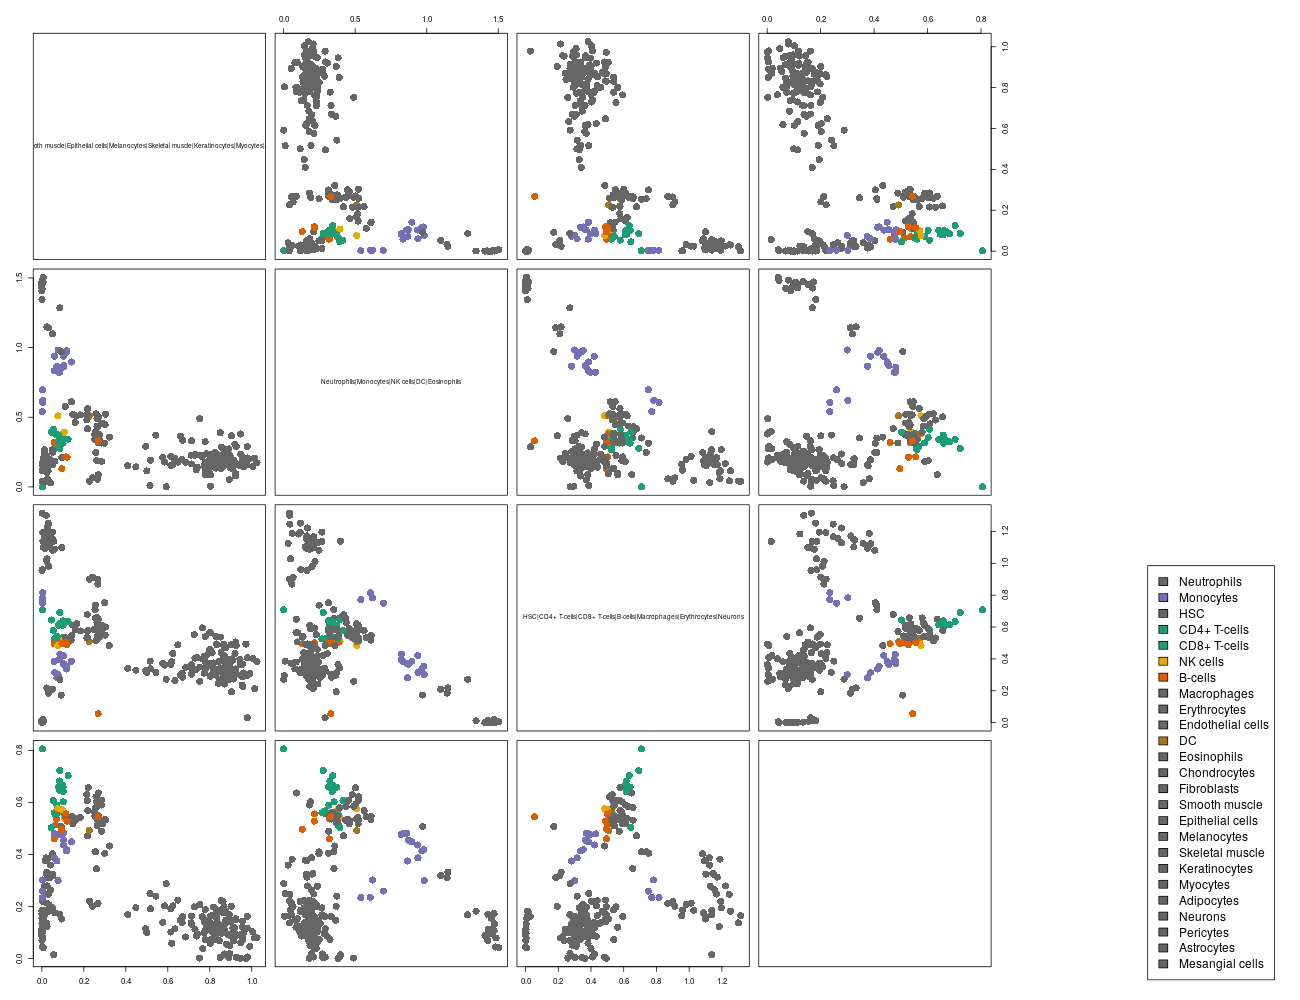 0.0 0.5 1.0 1.5
0.0 0.2 0.4 0.6 0.8
oth muscle|Epithelial cells|Melanocytes|Skeletal muscle|Keratinocytes|Myocytes|
0.0 0.2 0.4 0.6 0.8 1.0
0.0 0.5 1.0 1.5
Neutrophils|Monocytes|NK cells|DC|Eosinophils
HSC|CD4+ T-cells|CD8+ T-cells|B-cells|Macrophages|Erythrocytes|Neurons
0.0 0.2 0.4 0.6 0.8 1.0 1.2
0.0 0.2 0.4 0.6 0.8
0.0 0.2 0.4 0.6 0.8 1.0
0.0 0.2 0.4 0.6 0.8 1.0 1.2
Neutrophils
Monocytes
HSC
CD4+ T-cells
CD8+ T-cells
NK cells
B-cells
Macrophages
Erythrocytes
Endothelial cells
DC
Eosinophils
Chondrocytes
Fibroblasts
Smooth muscle
Epithelial cells
Melanocytes
Skeletal muscle
Keratinocytes
Myocytes
Adipocytes
Neurons
Pericytes
Astrocytes
Mesangial cells